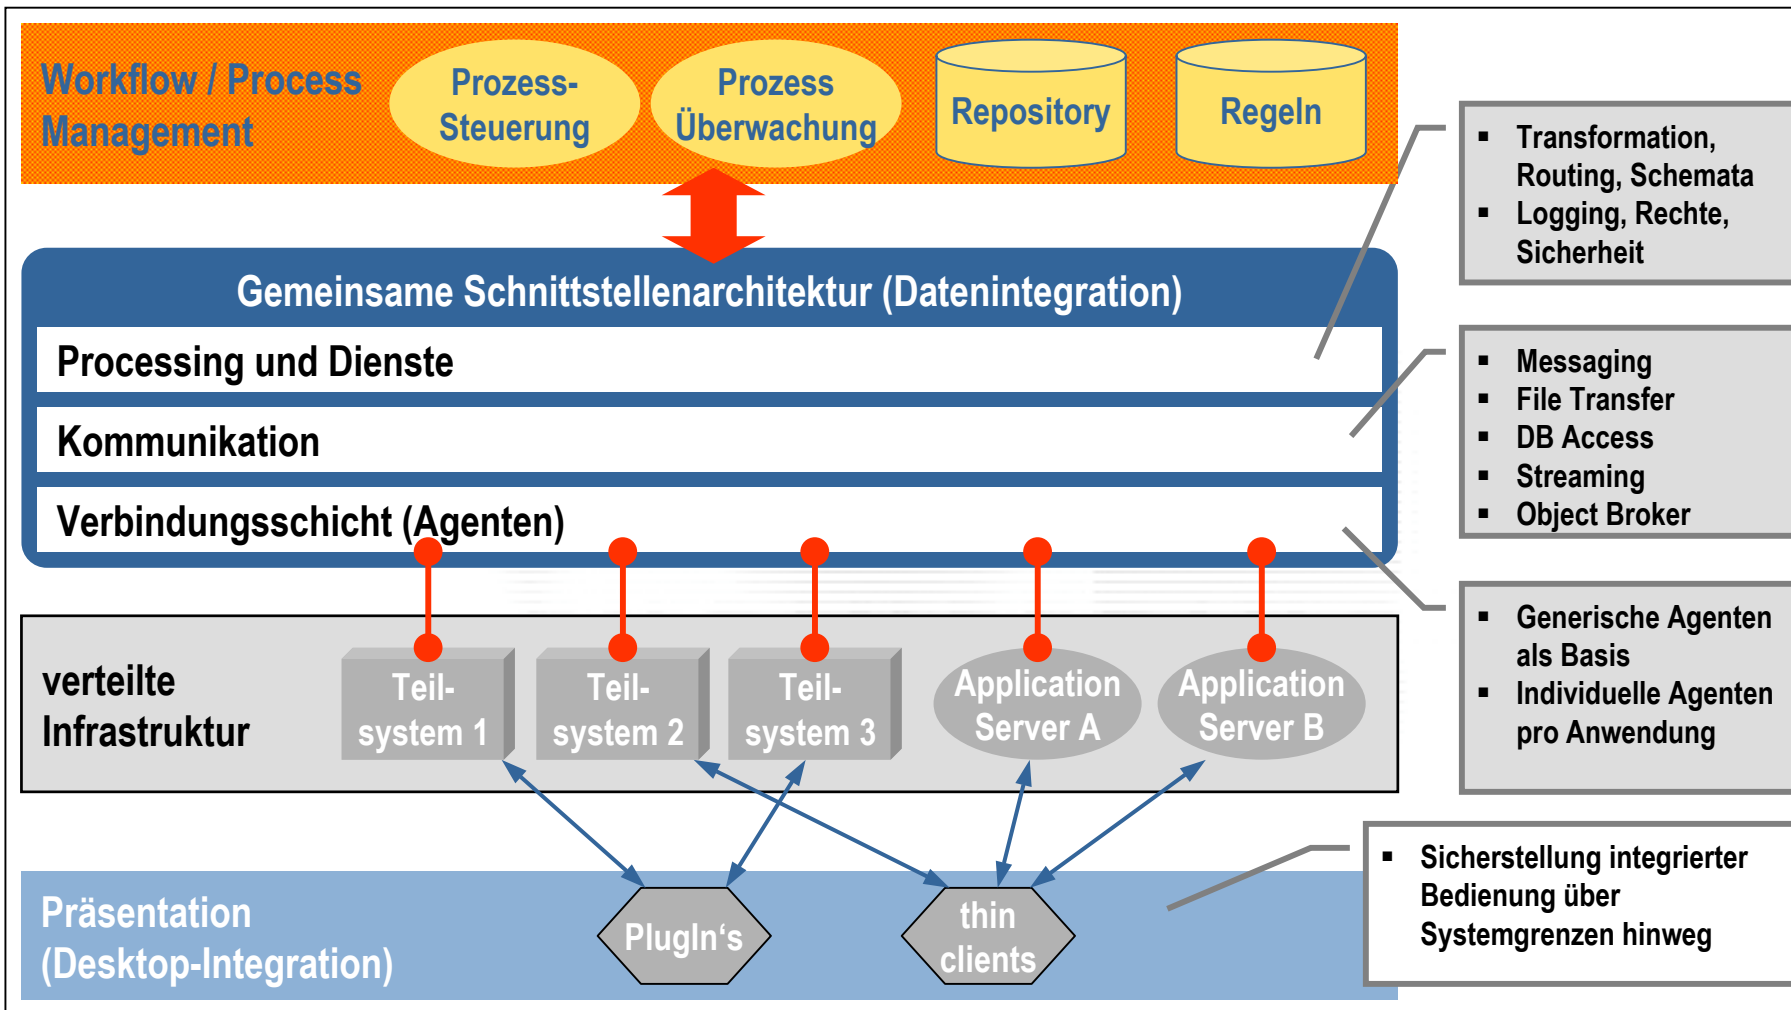 Workflow / Process
Management
Prozess-
Steuerung
Prozess
Überwachung
Repository
Regeln
▪ Transformation,
Routing, Schemata
▪ Logging, Rechte,
Sicherheit
Gemeinsame Schnittstellenarchitektur (Datenintegration)
Processing und Dienste
Kommunikation
Verbindungsschicht (Agenten)
▪ Messaging
▪ File Transfer
▪ DB Access
▪ Streaming
▪ Object Broker
▪ Generische Agenten
als Basis
▪ Individuelle Agenten
pro Anwendung
verteilte
Infrastruktur
Teil-
system 1
Teil-
system 2
Teil-
system 3
Application
Server A
Application
Server B
Präsentation
(Desktop-Integration)
PlugIn‘s
thin
clients
▪ Sicherstellung integrierter
Bedienung über
Systemgrenzen hinweg